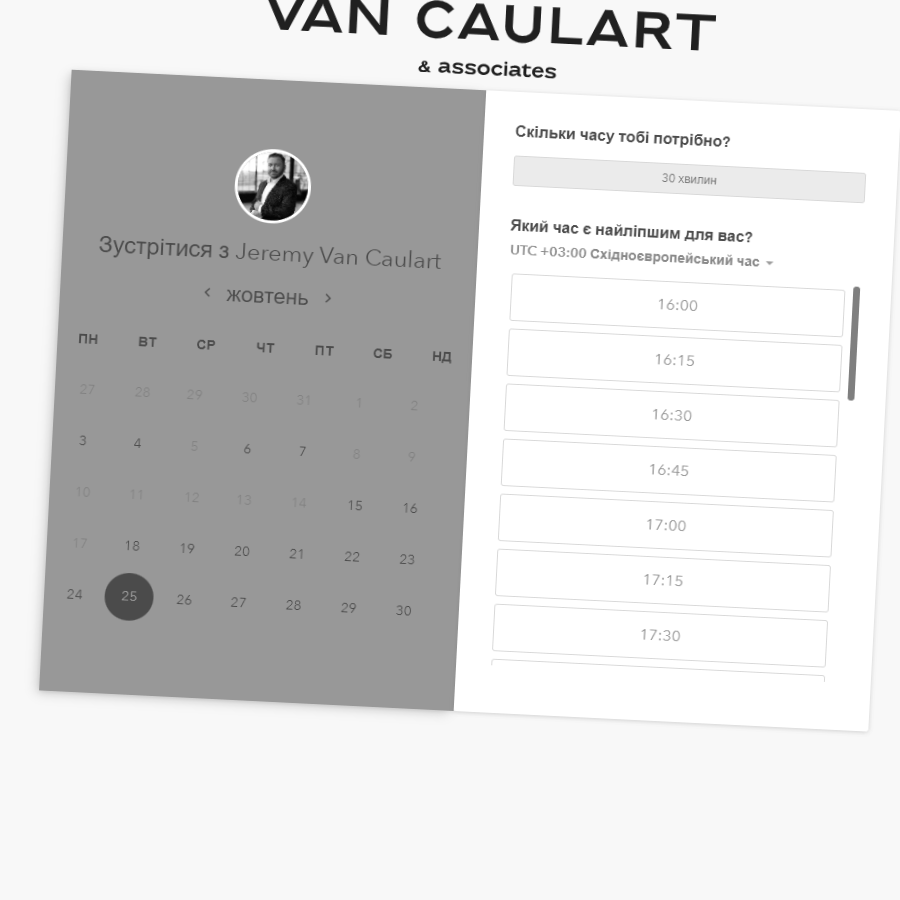 VAN CAULART
& associates
Зустрітися з Jeremy Van Caulart
жовтень
ПН ВТ СР ЧТ ПТ СБ НД
27 28 29 30 31 1 2
3 4 5 6 7 8 9
10 11 12 13 14 15 16
17 18 19 20 21 22 23
24 25 26 27 28 29 30
Скільки часу тобі потрібно?
30 хвилин
Який час є найліпшим для вас?
UTC +03:00 Східноєвропейський час
16:00
16:15
16:30
16:45
17:00
17:15
17:30